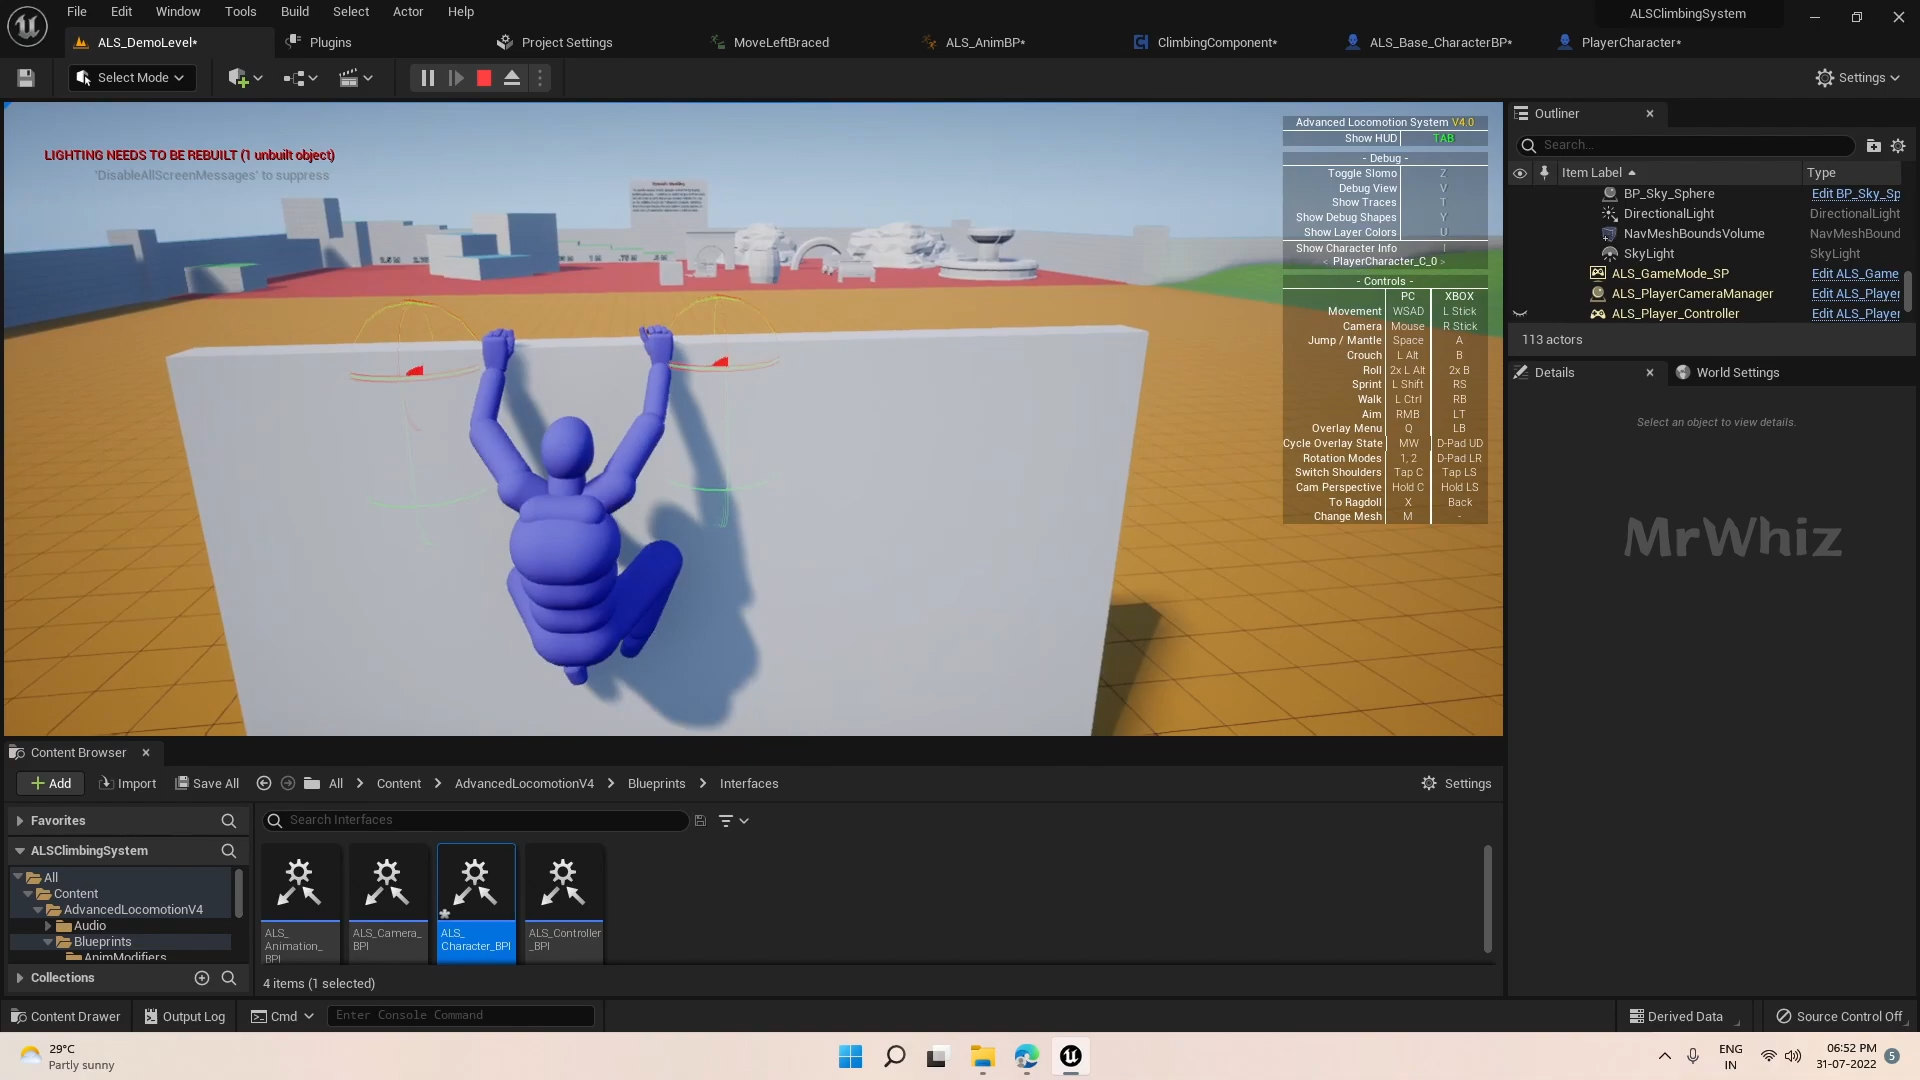 File Edit Window Tools Build Select Actor Help
ALSClimbingSystem
ALS_DemoLevel*
Plugins
Project Settings
MoveLeftBraced
ALS_AnimBP*
ClimbingComponent*
ALS_Base_CharacterBP*
PlayerCharacter*
Select Mode
Settings
LIGHTING NEEDS TO BE REBUILT (1 unbuilt object)
'DisableAllScreenMessages' to suppress
Advanced Locomotion System V4.0
Show HUD TAB
- Debug -
Toggle Slomo Z
Debug View V
Show Traces T
Show Debug Shapes Y
Show Layer Colors U
Show Character Info I
< PlayerCharacter_C_0 >
- Controls -
PC XBOX
Movement WSAD L Stick
Camera Mouse R Stick
Jump / Mantle Space A
Crouch L Alt B
Roll 2x L Alt 2x B
Sprint L Shift RS
Walk L Ctrl RB
Aim RMB LT
Overlay Menu Q LB
Cycle Overlay State MW D-Pad UD
Rotation Modes 1, 2 D-Pad LR
Switch Shoulders Tap C Tap LS
Cam Perspective Hold C Hold LS
To Ragdoll X Back
Change Mesh M -
Outliner
Search...
Item Label Type
BP_Sky_Sphere Edit BP_Sky_Sp
DirectionalLight DirectionalLight
NavMeshBoundsVolume NavMeshBound
SkyLight SkyLight
ALS_GameMode_SP Edit ALS_Game
ALS_PlayerCameraManager Edit ALS_Player
ALS_Player_Controller Edit ALS_Player
113 actors
Details
World Settings
Select an object to view details.
MrWhiz
Content Browser
Add Import Save All All > Content > AdvancedLocomotionV4 > Blueprints > Interfaces
Settings
Favorites
Search Interfaces
ALSClimbingSystem
All
Content
AdvancedLocomotionV4
Audio
Blueprints
AnimModifiers
Collections
ALS_
Animation_
BPI
ALS_Camera_
BPI
ALS_
Character_BPI
ALS_Controller
_BPI
4 items (1 selected)
Content Drawer
Output Log
Cmd
Enter Console Command
Derived Data
Source Control Off
29°C
Partly sunny
ENG
IN
06:52 PM
31-07-2022
5